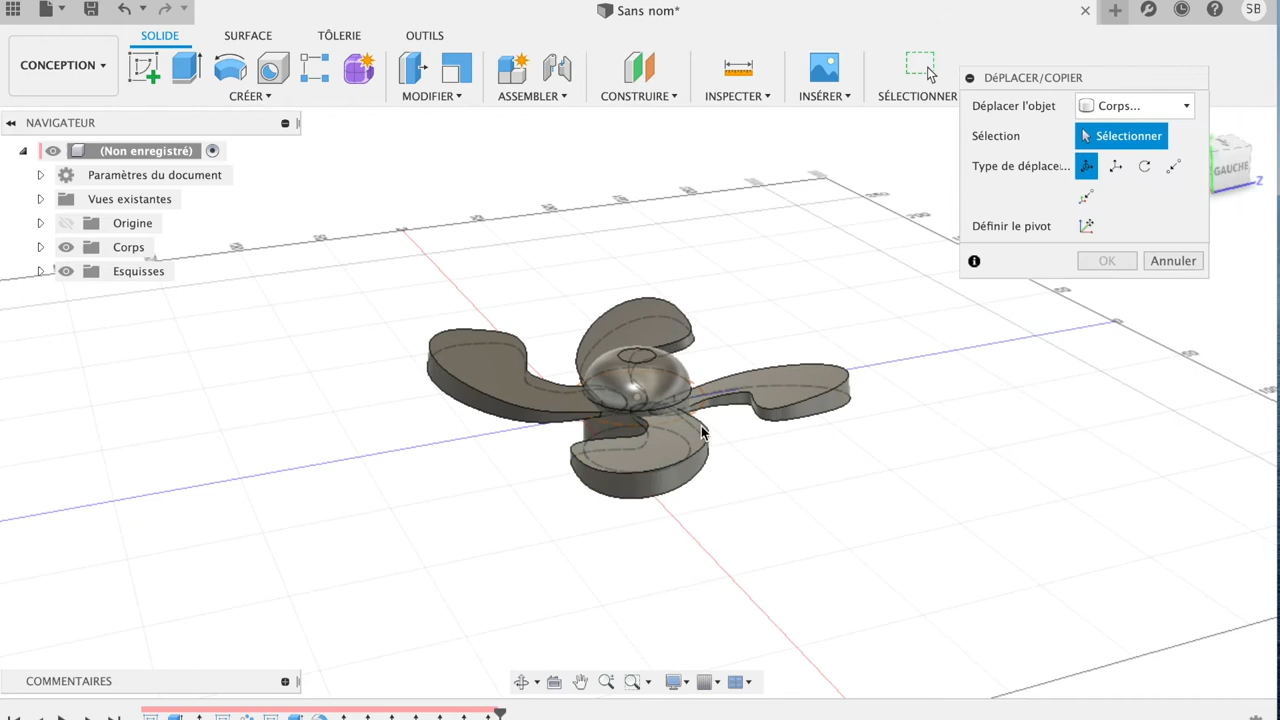 Sans nom*
SB
SOLIDE
SURFACE
TÔLERIE
OUTILS
CONCEPTION
CRÉER
MODIFIER
ASSEMBLER
CONSTRUIRE
INSPECTER
INSÉRER
SÉLECTIONNER
DéPLACER/COPIER
Déplacer l'objet
Corps...
Sélection
Sélectionner
Type de déplace...
Définir le pivot
OK
Annuler
GAUCHE
Z
NAVIGATEUR
(Non enregistré)
Paramètres du document
Vues existantes
Origine
Corps
Esquisses
COMMENTAIRES